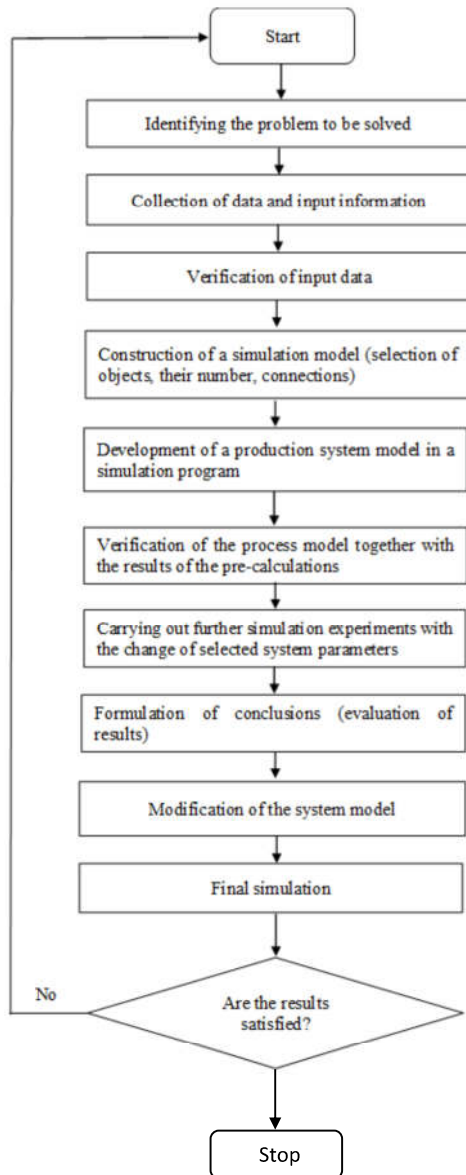 Start
Identifying the problem to be solved
Collection of data and input information
Verification of input data
Construction of a simulation model (selection of
objects, their number, connections)
Development of a production system model in a
simulation program
Verification of the process model together with
the results of the pre-calculations
Carrying out further simulation experiments with
the change of selected system parameters
Formulation of conclusions (evaluation of
results)
Modification of the system model
Final simulation
No
Are the results
satisfied?
Stop